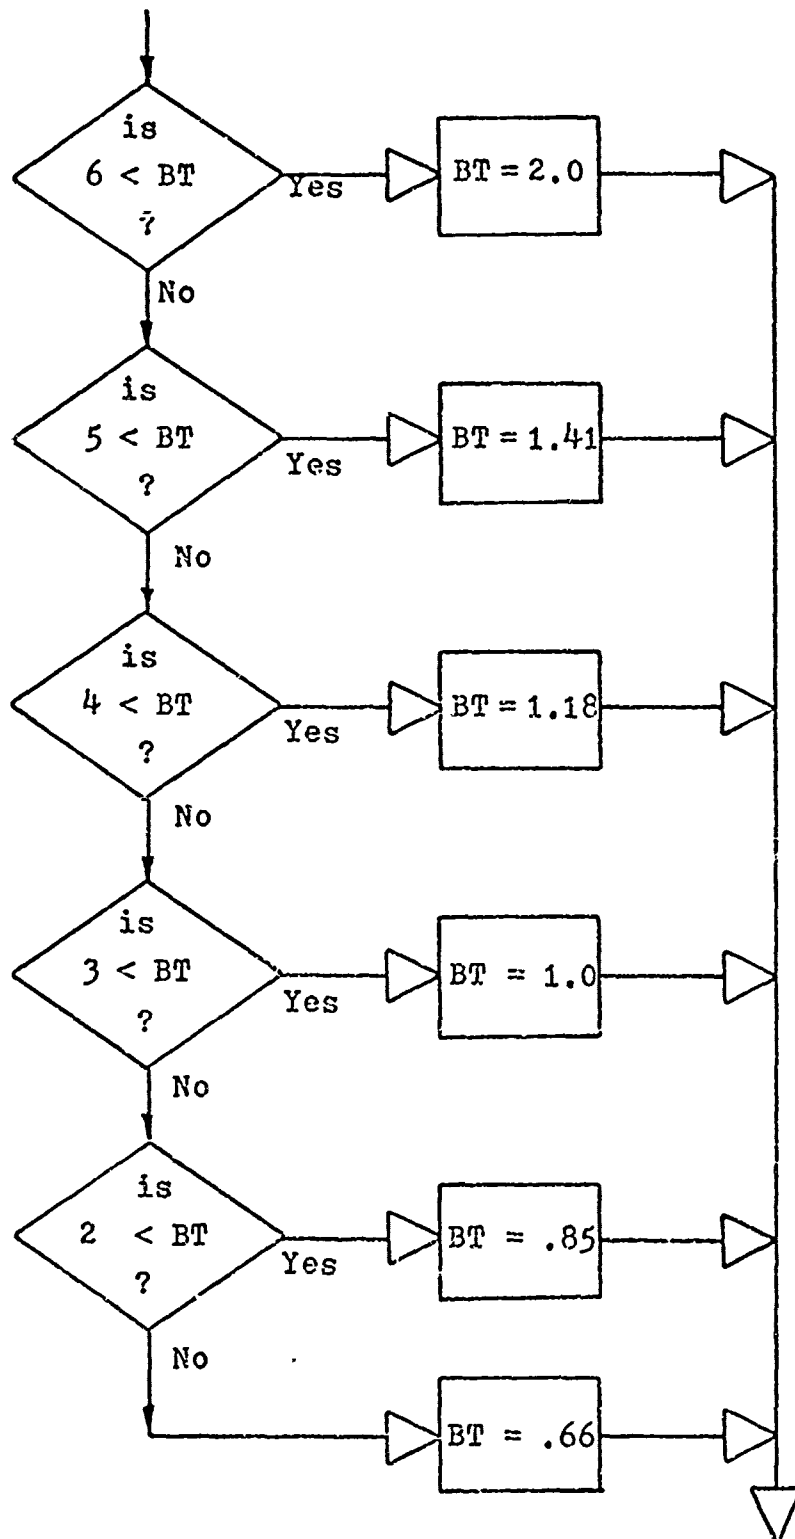 is
6 < BT
?
Yes
BT = 2.0
No
is
5 < BT
?
Yes
BT = 1.41
No
is
4 < BT
?
Yes
BT = 1.18
No
is
3 < BT
?
Yes
BT = 1.0
No
is
2 < BT
?
Yes
BT = .85
No
BT = .66